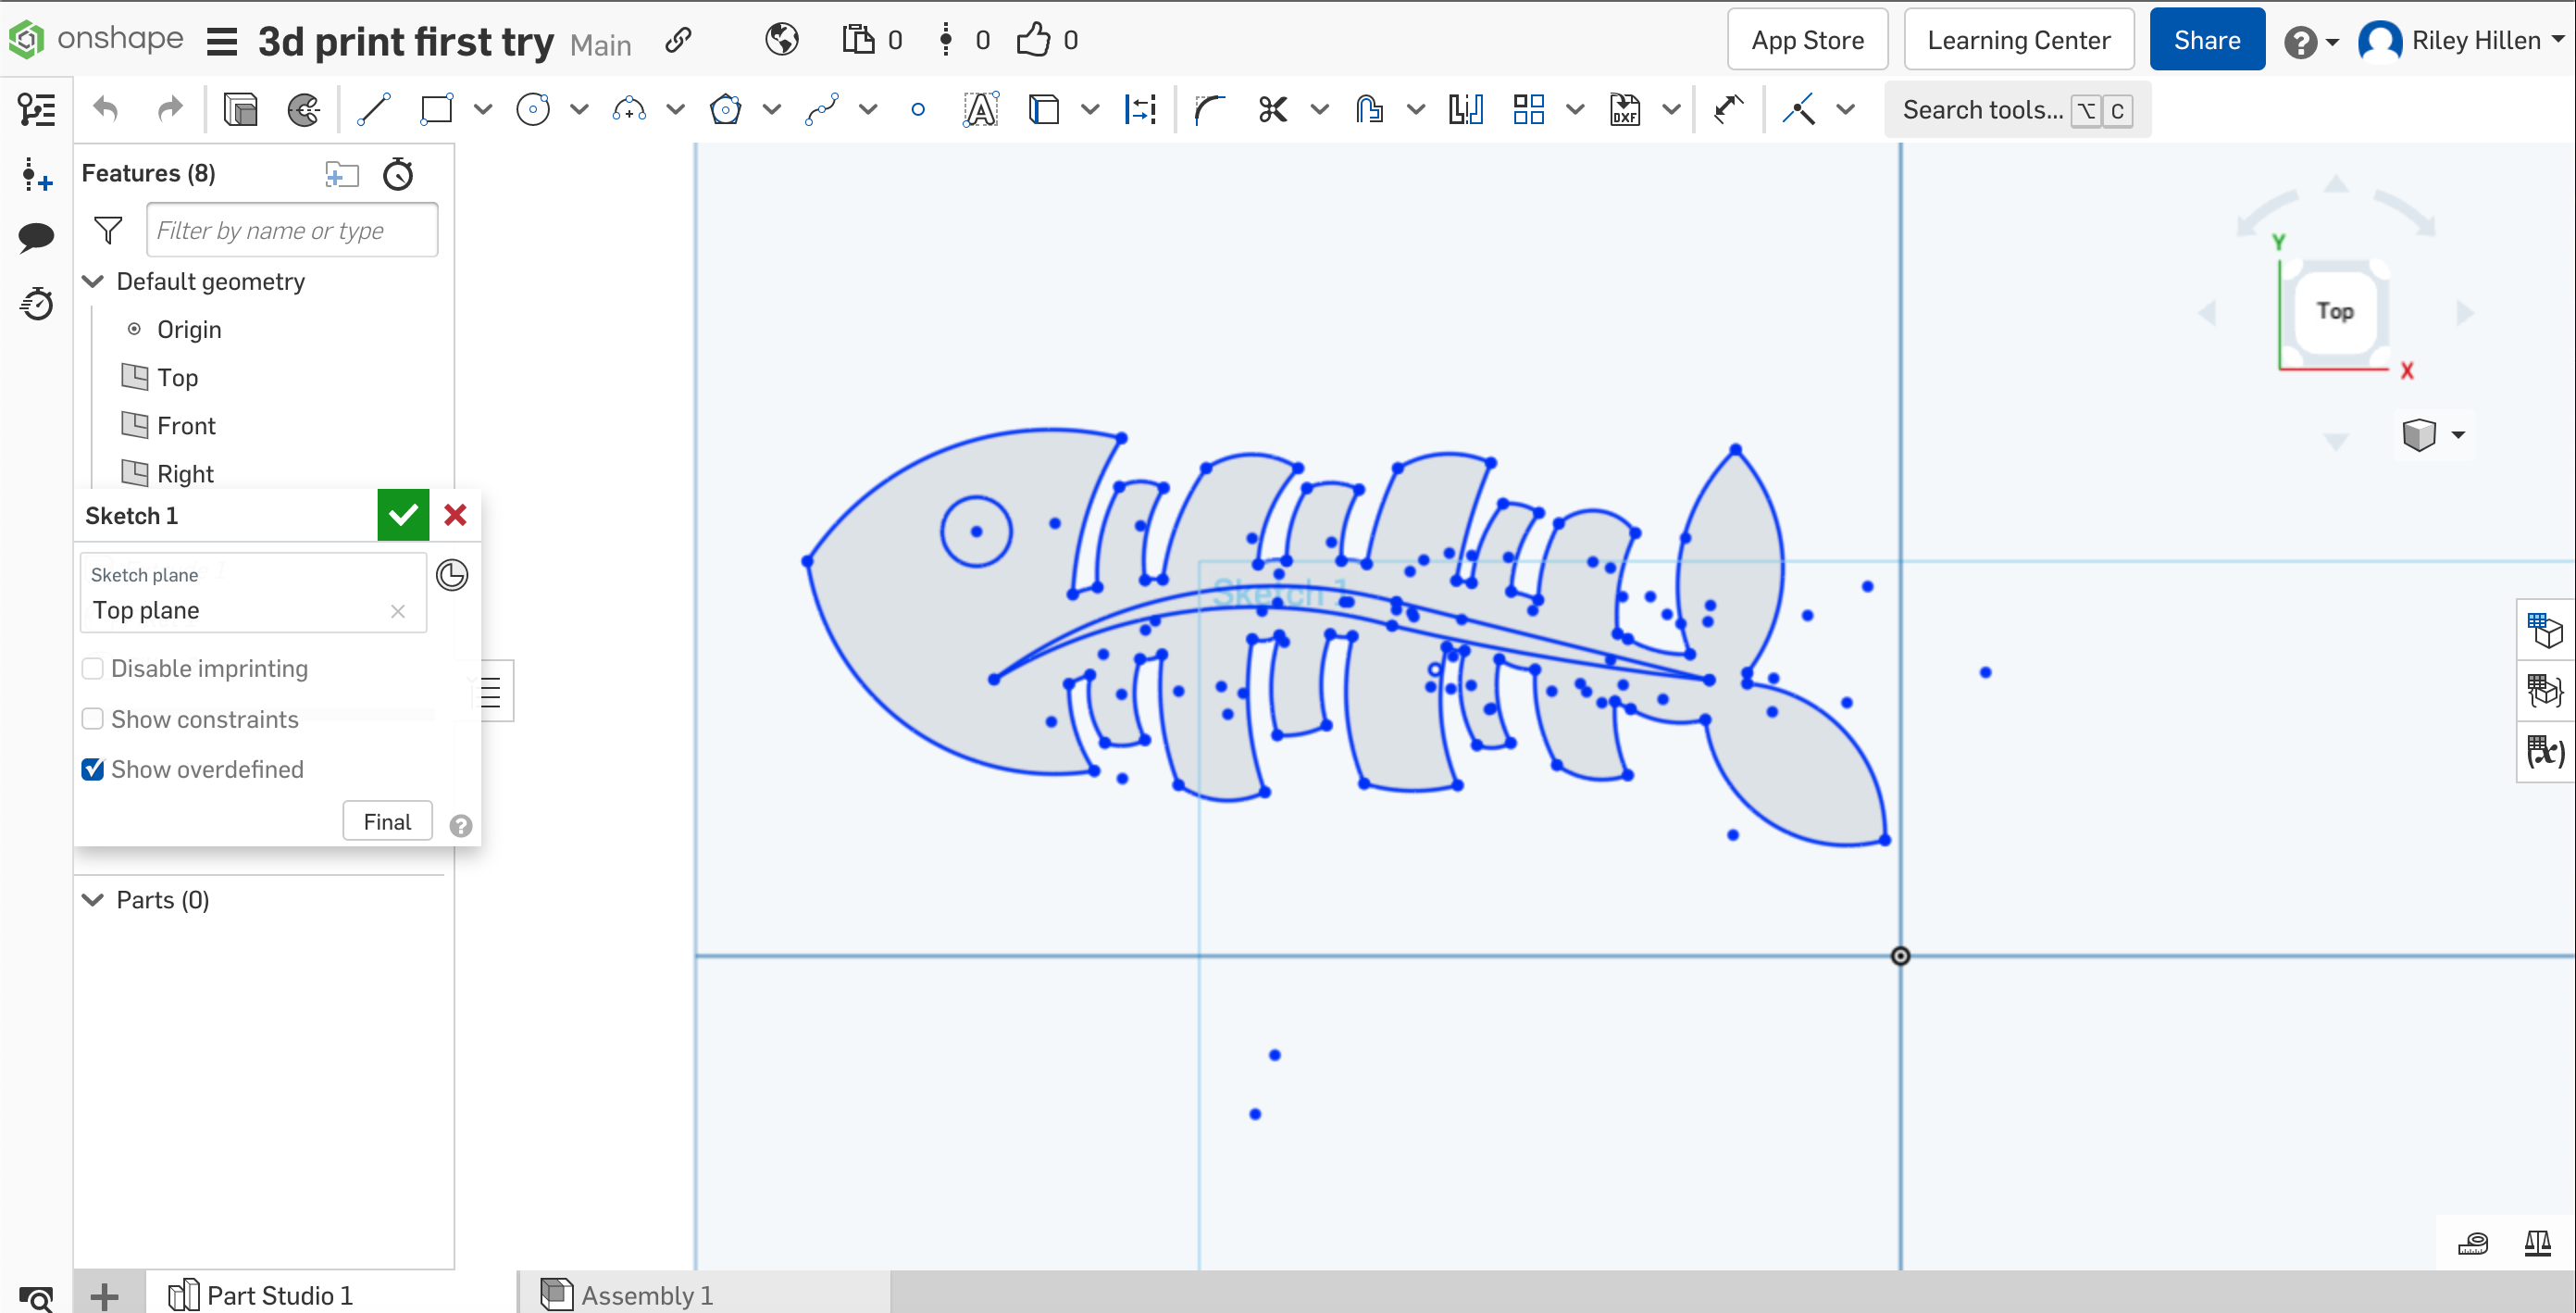 onshape 3d print first try Main 0 0 0 App Store Learning Center Share Riley Hillen
Search tools... ⌥ C
Features (8)
Filter by name or type
Default geometry
Origin
Top
Front
Right
Sketch 1
Sketch plane
Top plane
Disable imprinting
Show constraints
Show overdefined
Final
Parts (0)
Sketch 1
Y
Top
X
DXF
(x)
Part Studio 1
Assembly 1